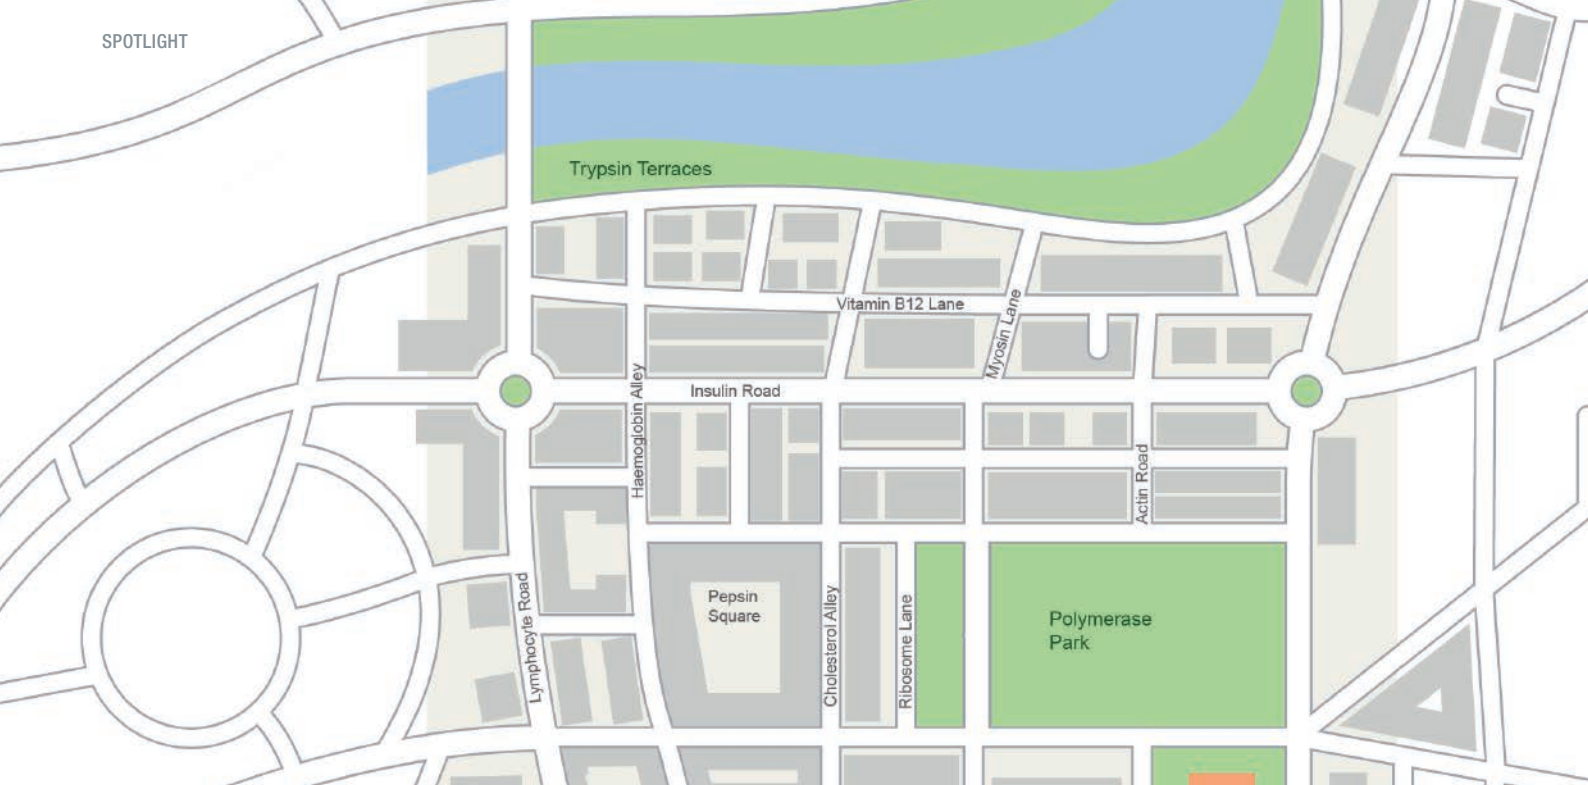 SPOTLIGHT
Trypsin Terraces
Vitamin B12 Lane
Myosin Lane
Insulin Road
Haemoglobin Alley
Actin Road
Lymphocyte Road
Pepsin
Square
Cholesterol Alley
Ribosome Lane
Polymerase
Park